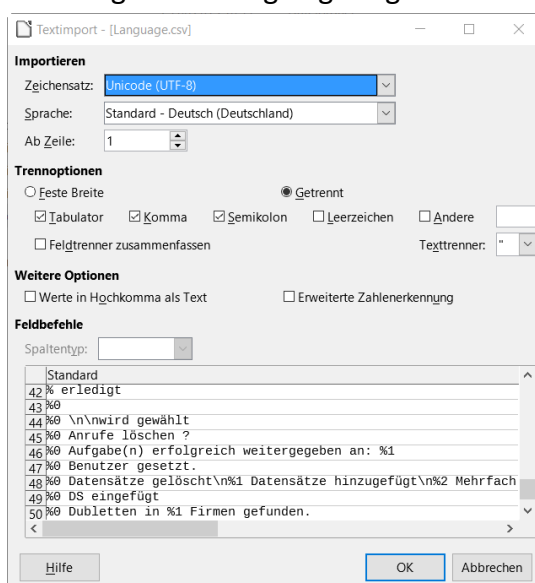 Textimport - [Language.csv]
Importieren
Zeichensatz: Unicode (UTF-8)
Sprache: Standard - Deutsch (Deutschland)
Ab Zeile: 1
Trennoptionen
Feste Breite Getrennt
Tabulator Komma Semikolon Leerzeichen Andere
Feldtrenner zusammenfassen Texttrenner: "
Weitere Optionen
Werte in Hochkomma als Text Erweiterte Zahlenerkennung
Feldbefehle
Spaltentyp:
Standard
42 % erledigt
43 %0
44 %0 \n\nwird gewählt
45 %0 Anrufe löschen ?
46 %0 Aufgabe(n) erfolgreich weitergegeben an: %1
47 %0 Benutzer gesetzt.
48 %0 Datensätze gelöscht\n%1 Datensätze hinzugefügt\n%2 Mehrfach
49 %0 DS eingefügt
50 %0 Dubletten in %1 Firmen gefunden.
Hilfe OK Abbrechen